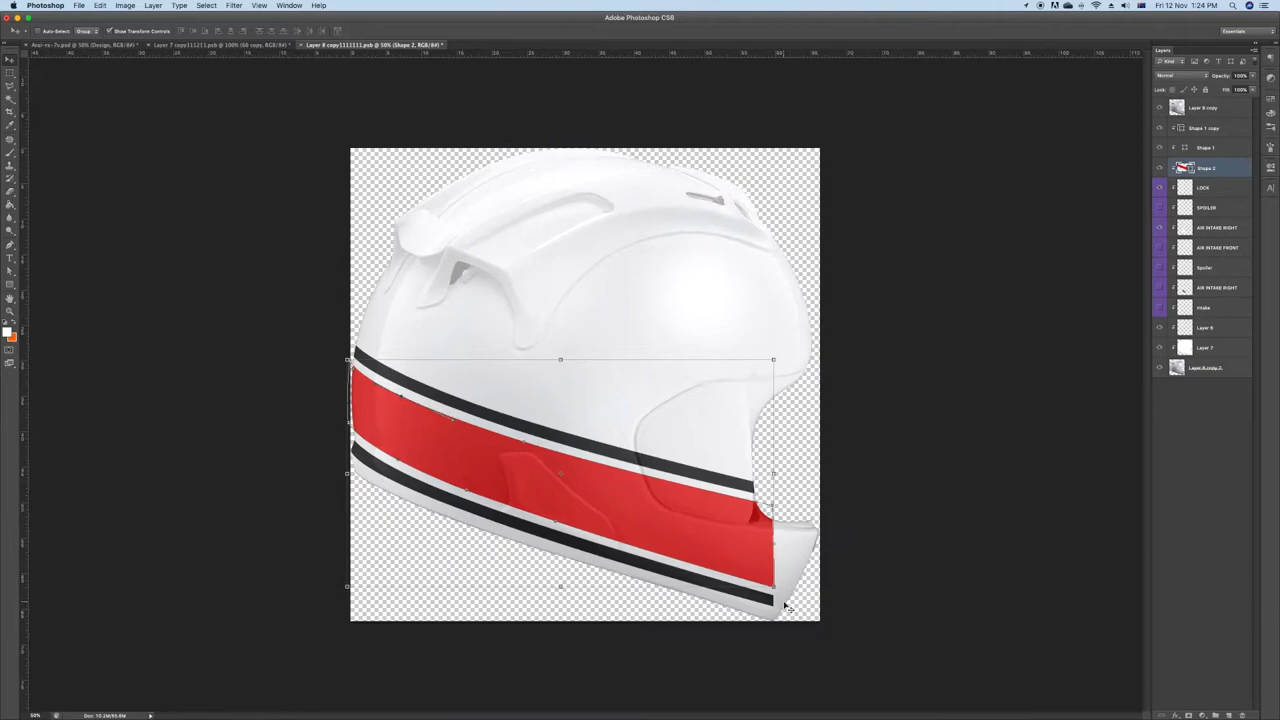 Photoshop File Edit Image Layer Type Select Filter View Window Help
Fri 12 Nov 1:24 PM
Adobe Photoshop CS6
Auto-Select: Group Show Transform Controls
Essentials
Arai-rx-7v.psd @ 50% (Design, RGB/8#) *
Layer 7 copy111211.psb @ 100% (60 copy, RGB/8#) *
Layer 8 copy1111111.psb @ 50% (Shape 2, RGB/8#) *
Layers
Kind
Normal Opacity: 100%
Lock: Fill: 100%
Layer 8 copy
Shape 1 copy
Shape 1
Shape 2
LOCK
SPOILER
AIR INTAKE RIGHT
AIR INTAKE FRONT
Spoiler
AIR INTAKE RIGHT
Intake
Layer 6
Layer 7
Layer 8 copy 2
50% Doc: 10.2M/55.6M